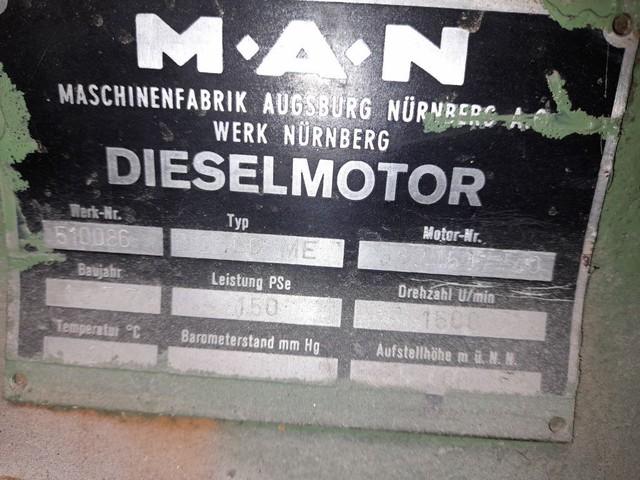 M·A·N
MASCHINENFABRIK AUGSBURG NÜRNBERG A.G.
WERK NÜRNBERG
DIESELMOTOR
Werk-Nr. Typ Motor-Nr.
510086 ME
Baujahr Leistung PSe Drehzahl U/min
150
Temperatur °C Barometerstand mm Hg Aufstellhöhe m ü. N. N.